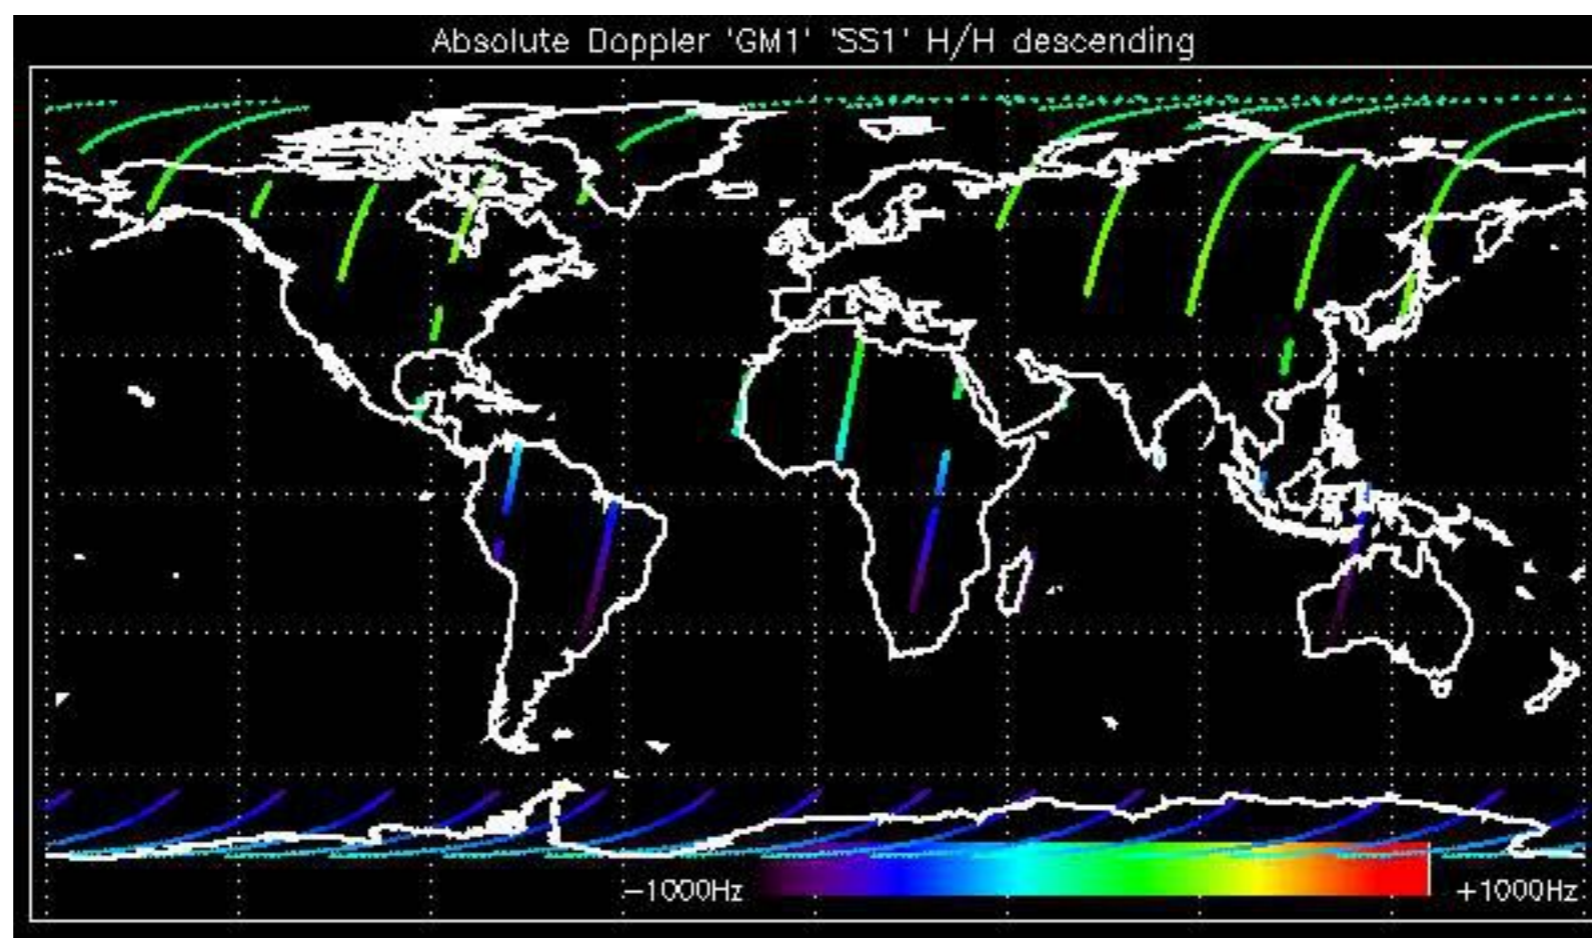 Absolute Doppler 'GM1' 'SS1' H/H descending
−1000Hz
+1000Hz